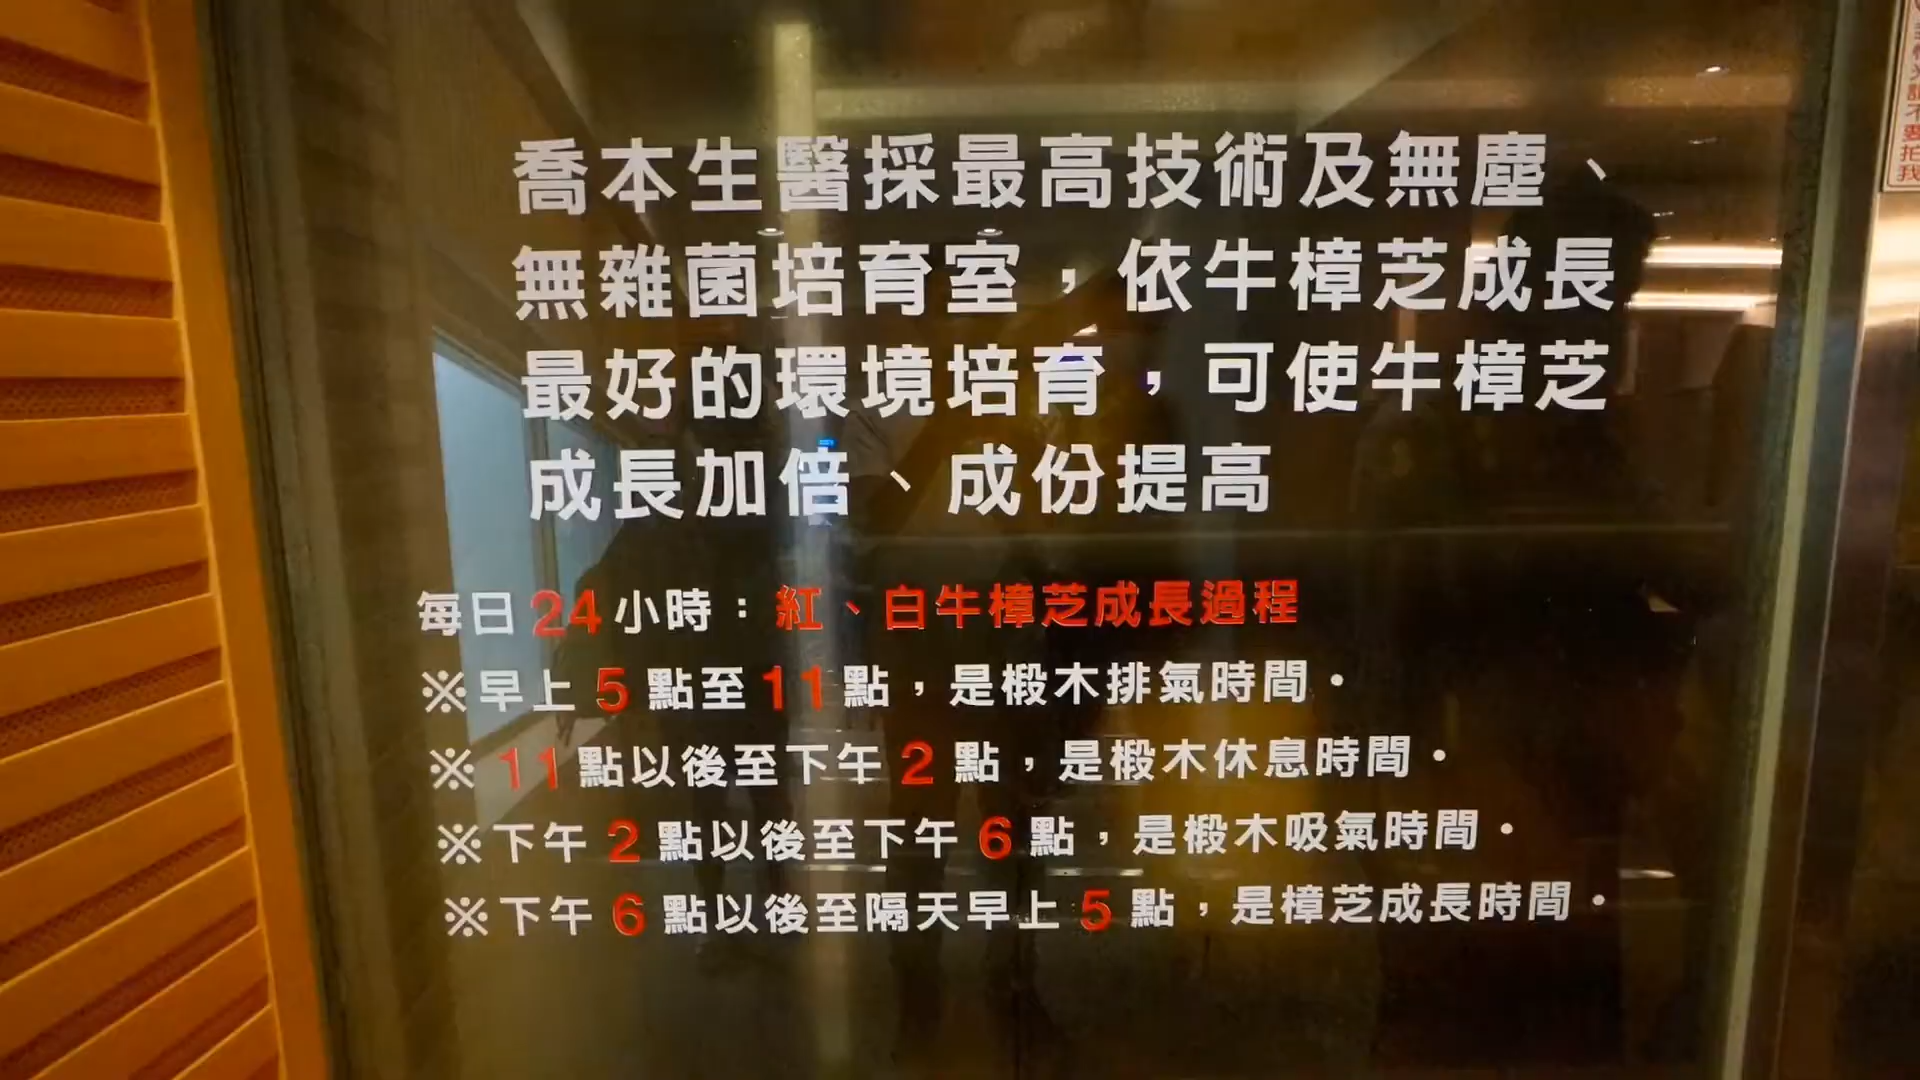 喬本生醫採最高技術及無塵、
無雜菌培育室，依牛樟芝成長
最好的環境培育，可使牛樟芝
成長加倍、成份提高
每日24小時：紅、白牛樟芝成長過程
※早上5點至11點，是椴木排氣時間。
※11點以後至下午2點，是椴木休息時間。
※下午2點以後至下午6點，是椴木吸氣時間。
※下午6點以後至隔天早上5點，是樟芝成長時間。
請不要拍我